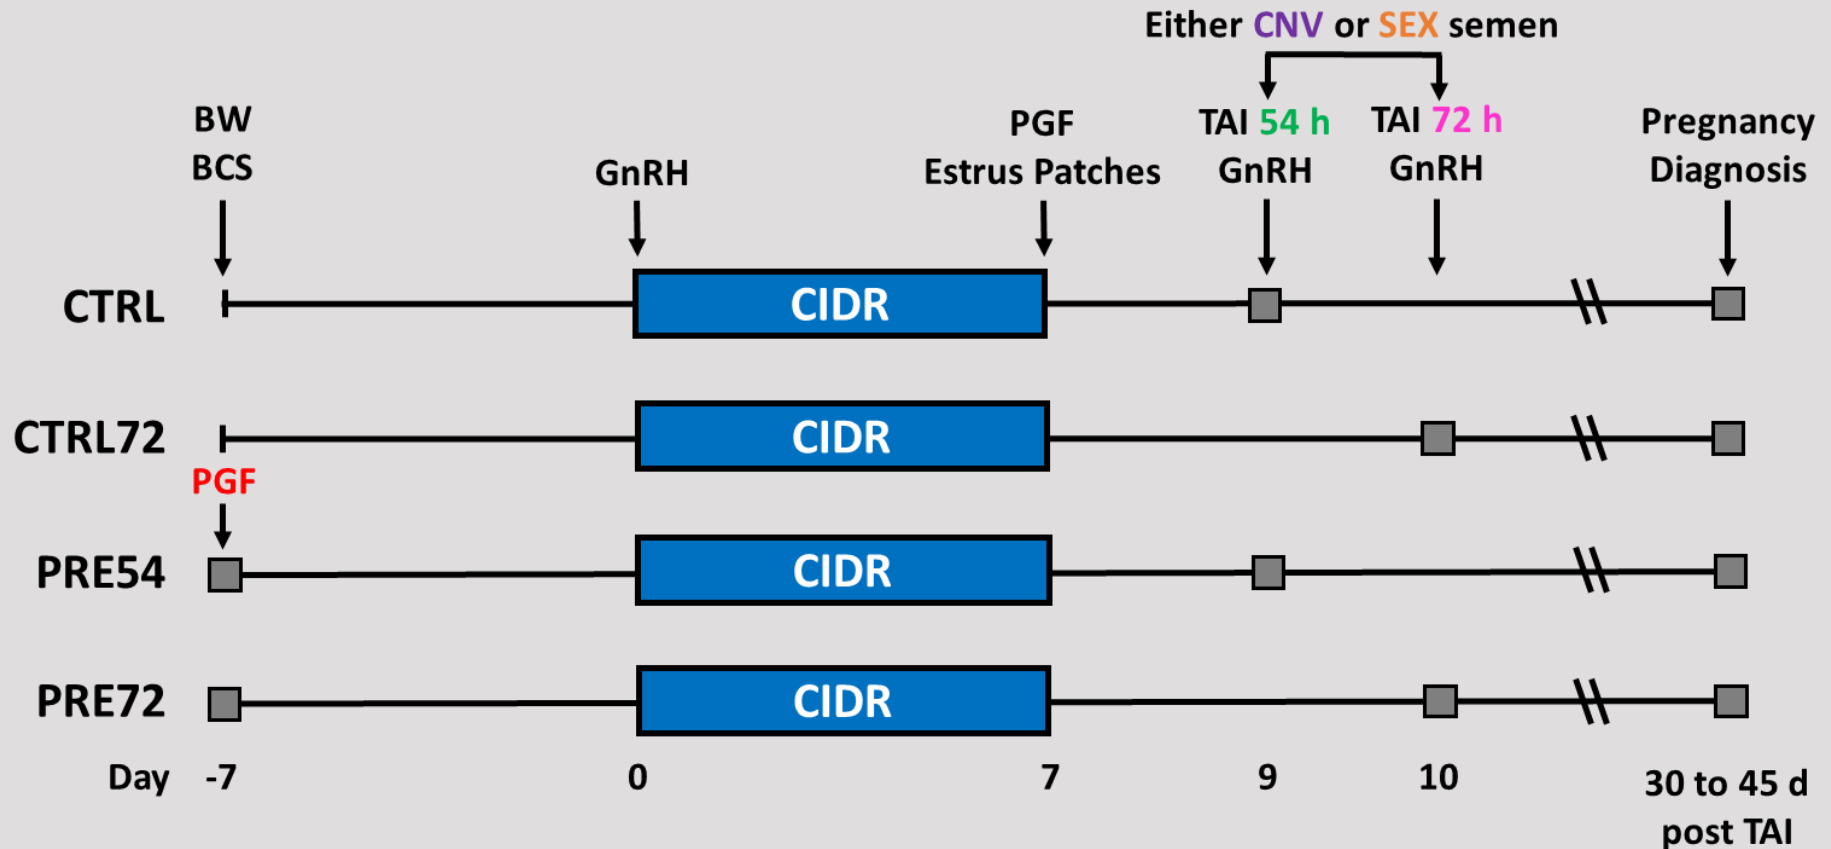 Either CNV or SEX semen
BW
BCS
GnRH
PGF
Estrus Patches
TAI 54 h
GnRH
TAI 72 h
GnRH
Pregnancy
Diagnosis
CTRL
CIDR
CTRL72
CIDR
PGF
PRE54
CIDR
PRE72
CIDR
Day -7 0 7 9 10 30 to 45 d
post TAI